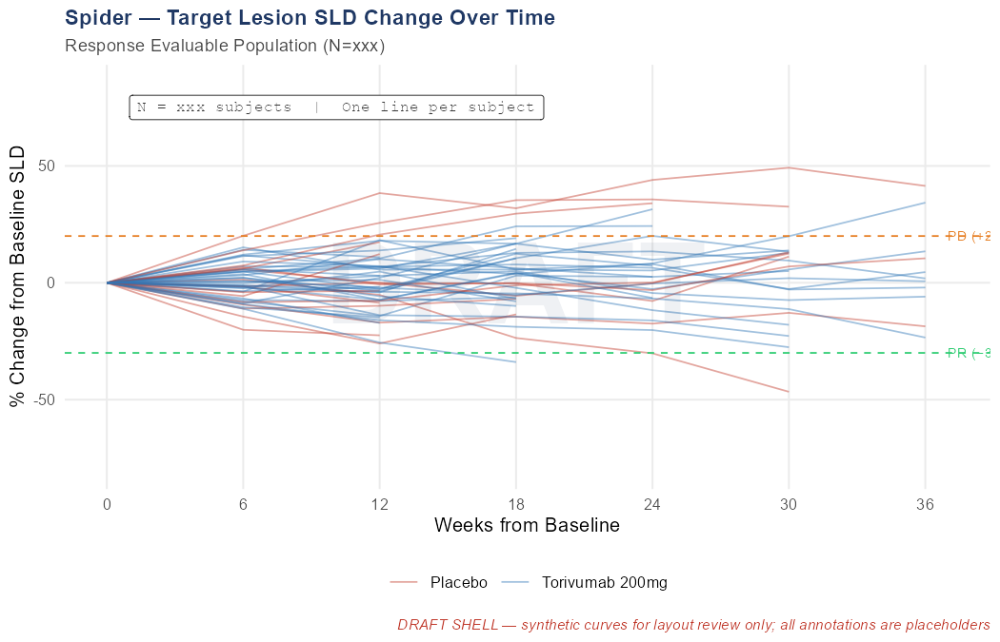 Spider — Target Lesion SLD Change Over Time
Response Evaluable Population (N=xxx)
N = xxx subjects | One line per subject
% Change from Baseline SLD
50
0
-50
PD (+2
PR (−3
DRAFT
0 6 12 18 24 30 36
Weeks from Baseline
Placebo Torivumab 200mg
DRAFT SHELL — synthetic curves for layout review only; all annotations are placeholders